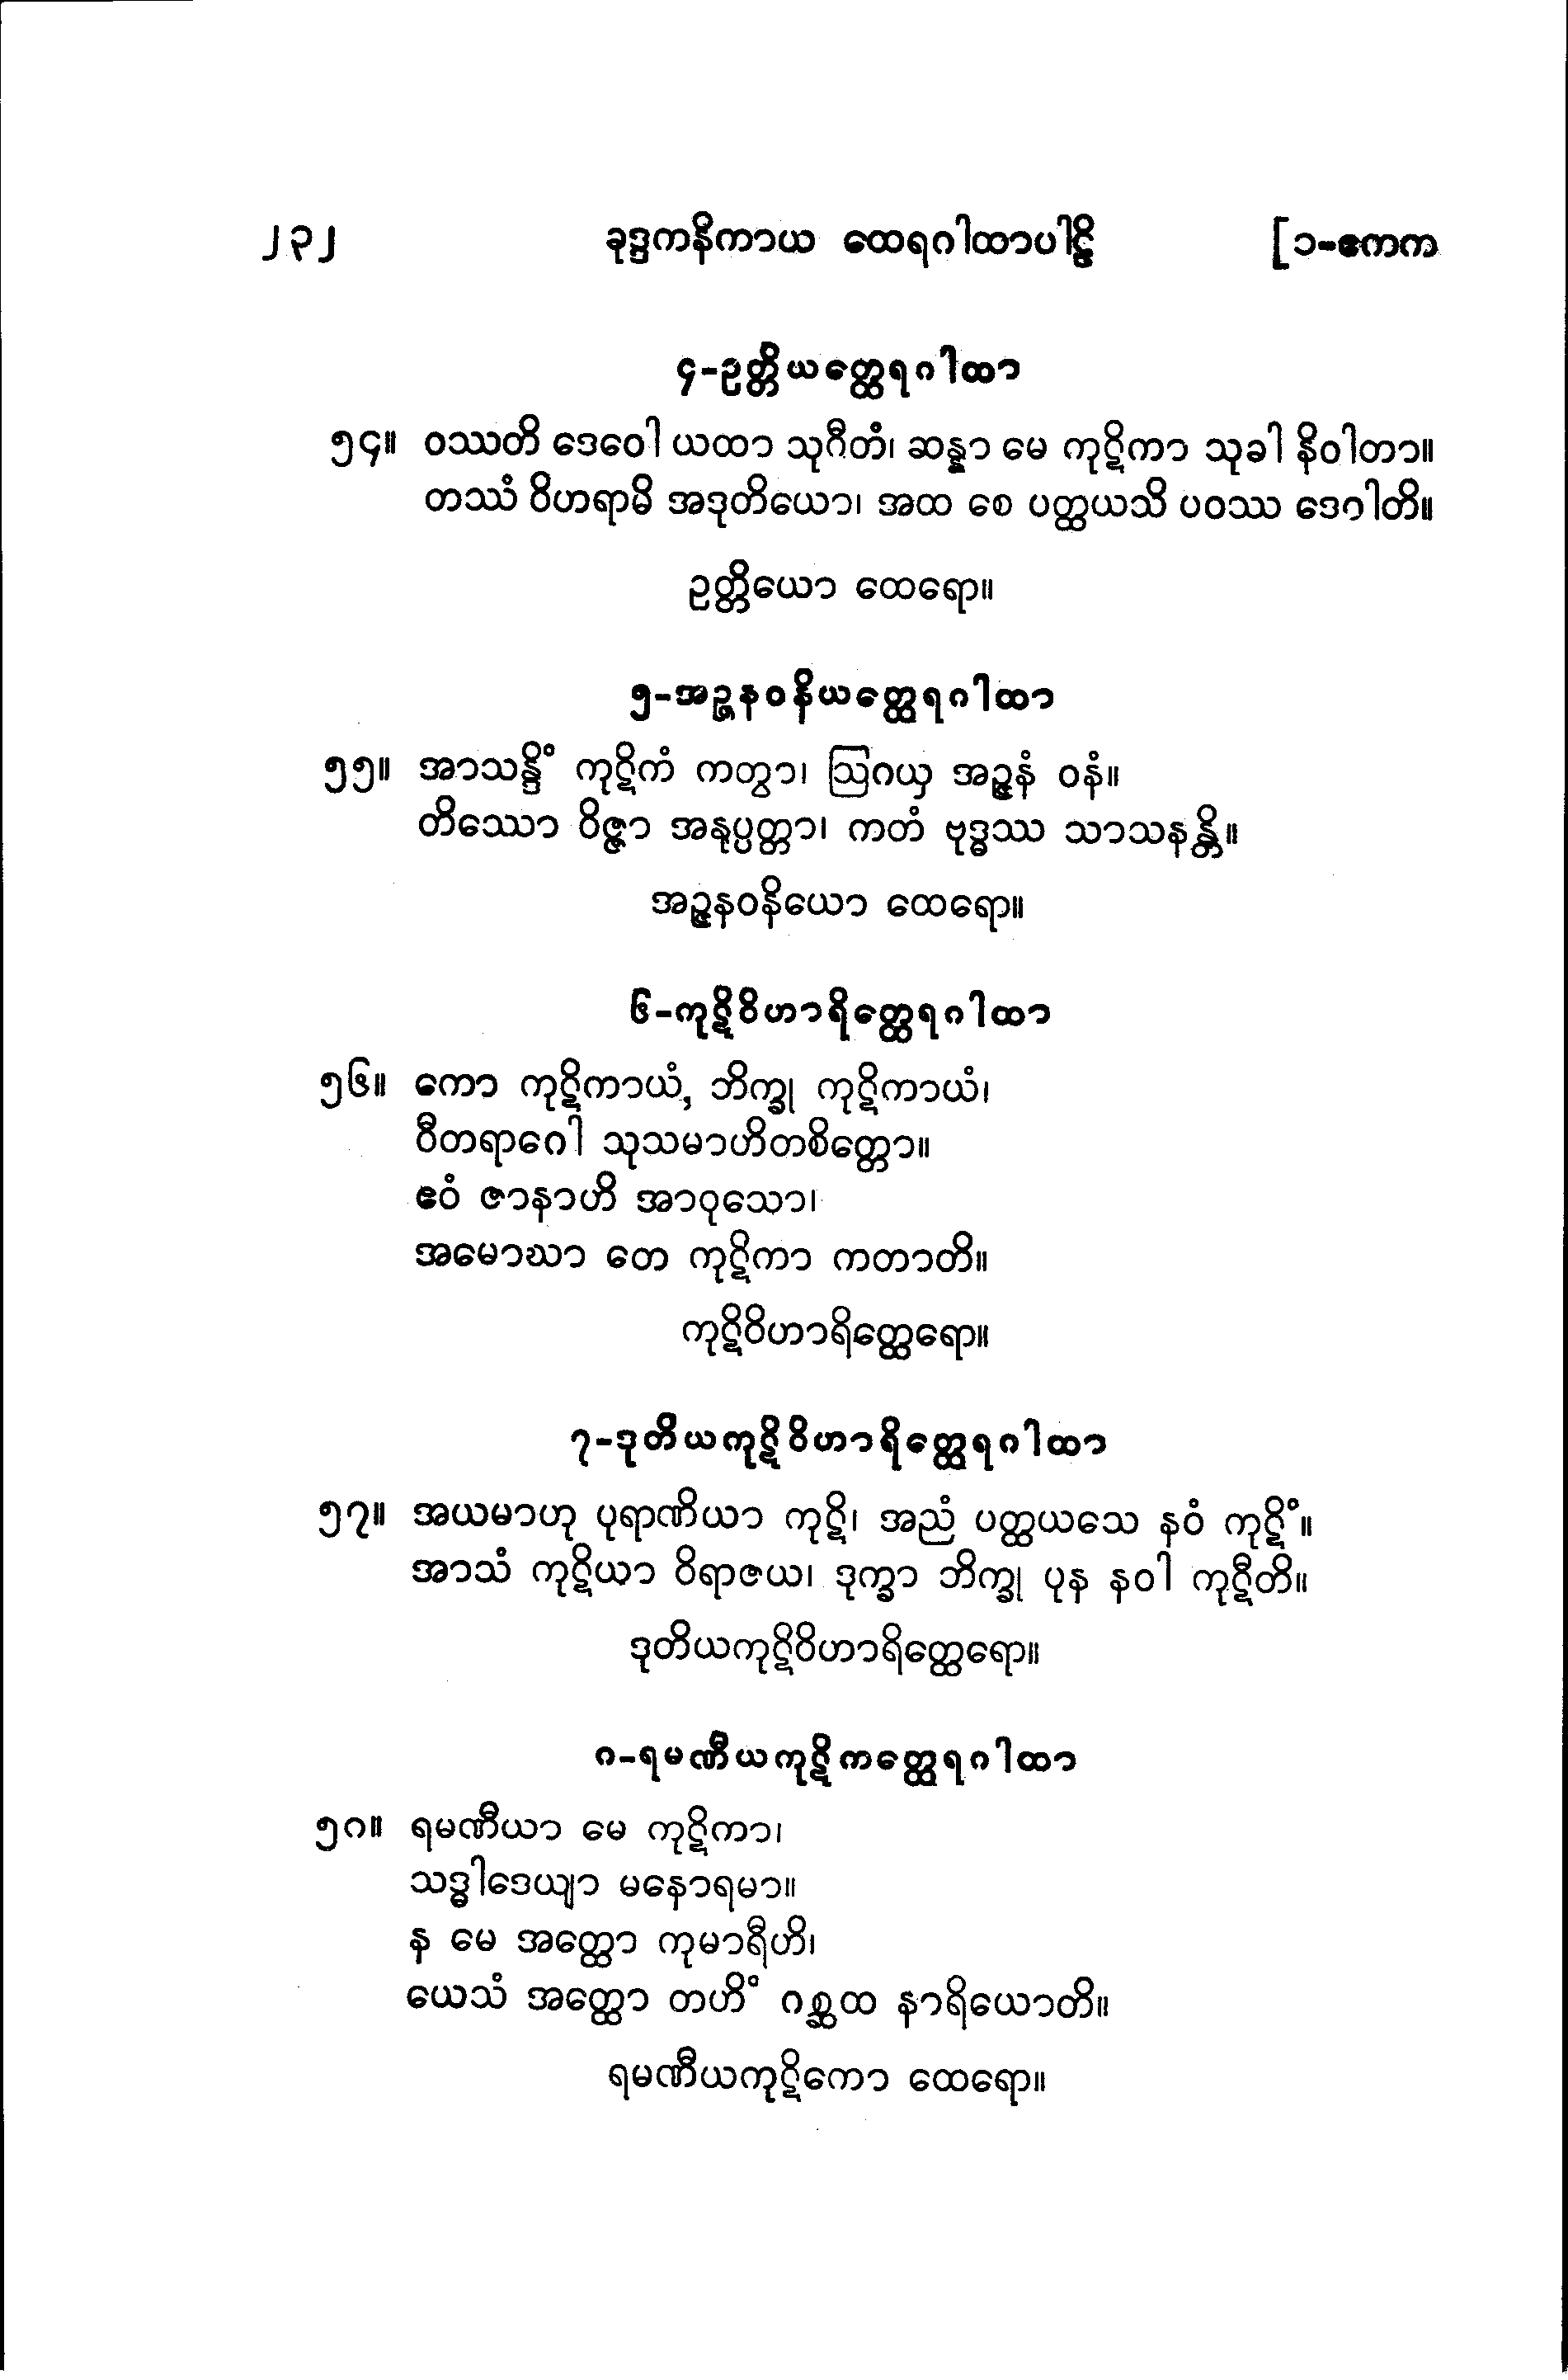 ၂၃၂ ခုဒ္ဒကနိကာယ ထေရဂါထာပါဠိ [၁-ဧကက
၄-ဥတ္တိယတ္ထေရဂါထာ
၅၄။ ဝဿတိ ဒေဝေါ ယထာ သုဂီတံ၊ ဆန္နာ မေ ကုဋိကာ သုခါ နိဝါတာ။
တဿံ ဝိဟရာမိ အဒုတိယော၊ အထ စေ ပတ္ထယသိ ပဝဿ ဒေဂါတိ။
ဥတ္တိယော ထေရော။
၅-အဉ္ဇနဝနိယတ္ထေရဂါထာ
၅၅။ အာသန္ဒိံ ကုဋိကံ ကတွာ၊ ဩဂယှ အဉ္ဇနံ ဝနံ။
တိဿော ဝိဇ္ဇာ အနုပ္ပတ္တာ၊ ကတံ ဗုဒ္ဓဿ သာသနန္တိ။
အဉ္ဇနဝနိယော ထေရော။
၆-ကုဋိဝိဟာရိတ္ထေရဂါထာ
၅၆။ ကော ကုဋိကာယံ, ဘိက္ခု ကုဋိကာယံ၊
ဝီတရာဂေါ သုသမာဟိတစိတ္တော။
ဧဝံ ဇာနာဟိ အာဝုသော၊
အမောဃာ တေ ကုဋိကာ ကတာတိ။
ကုဋိဝိဟာရိတ္ထေရော။
၇-ဒုတိယကုဋိဝိဟာရိတ္ထေရဂါထာ
၅၇။ အယမာဟု ပုရာဏိယာ ကုဋိ၊ အညံ ပတ္ထယသေ နဝံ ကုဋိံ။
အာသံ ကုဋိယာ ဝိရာဇယ၊ ဒုက္ခာ ဘိက္ခု ပုန နဝါ ကုဋီတိ။
ဒုတိယကုဋိဝိဟာရိတ္ထေရော။
၈-ရမဏီယကုဋိကတ္ထေရဂါထာ
၅၈။ ရမဏီယာ မေ ကုဋိကာ၊
သဒ္ဓါဒေယျာ မနောရမာ။
န မေ အတ္ထော ကုမာရီဟိ၊
ယေသံ အတ္ထော တဟိံ ဂစ္ဆထ နာရိယောတိ။
ရမဏီယကုဋိကော ထေရော။